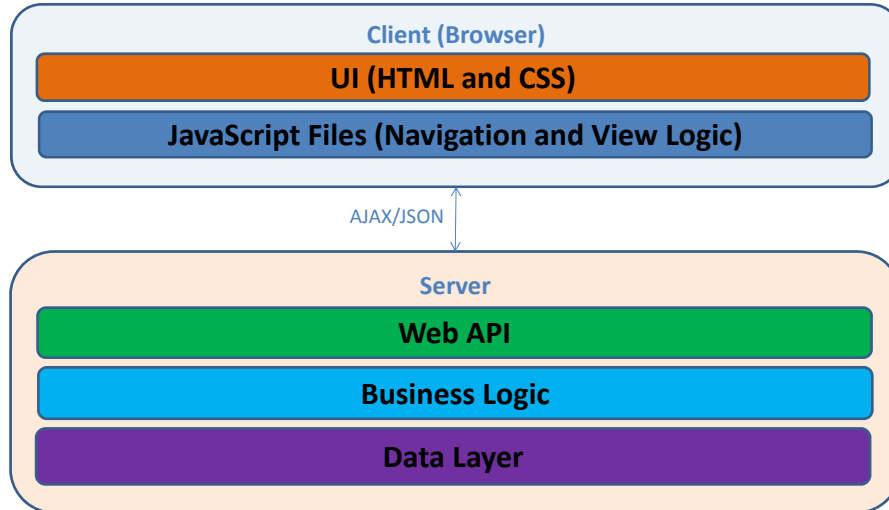 Client (Browser)
UI (HTML and CSS)
JavaScript Files (Navigation and View Logic)
AJAX/JSON
Server
Web API
Business Logic
Data Layer